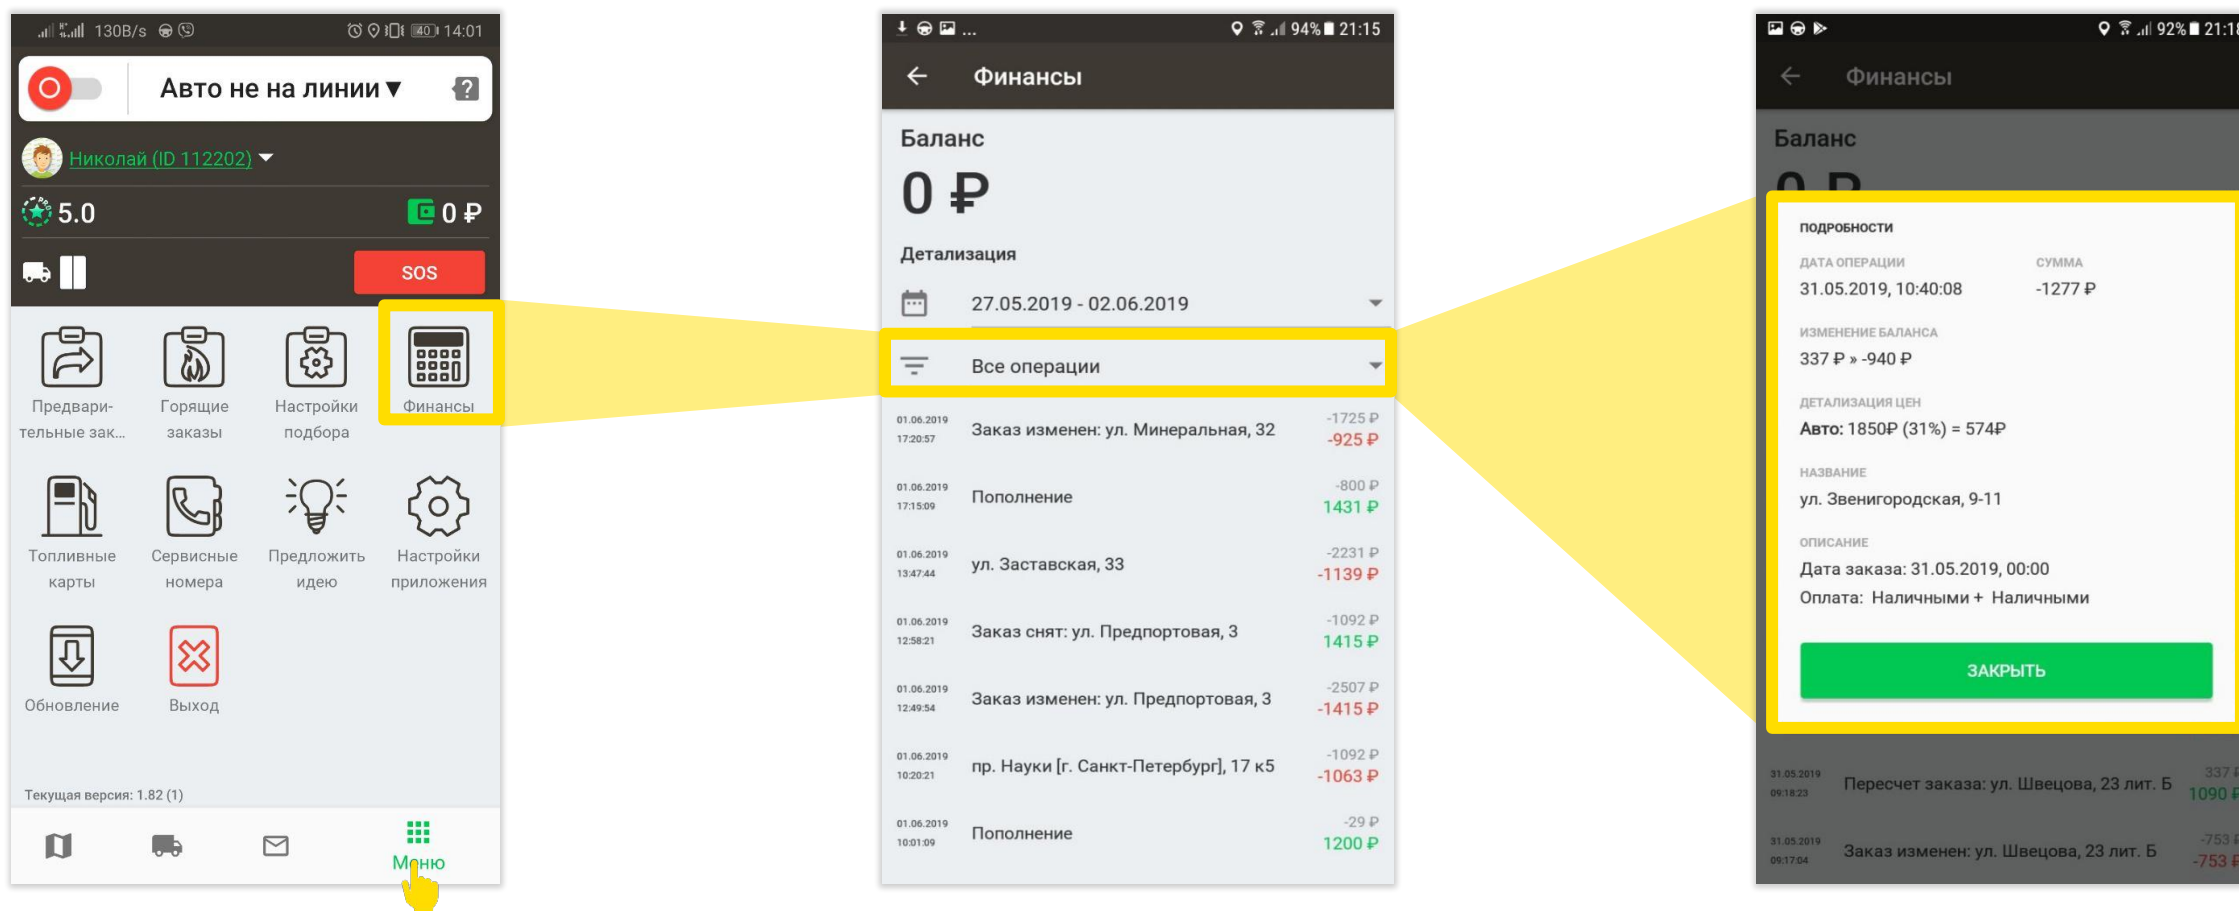 130B/s 40 14:01
Авто не на линии ▼ ?
Николай (ID 112202)
PRO 5.0 0 ₽
SOS
Предвари-
тельные зак...
Горящие
заказы
Настройки
подбора
Финансы
Топливные
карты
Сервисные
номера
Предложить
идею
Настройки
приложения
Обновление
Выход
Текущая версия: 1.82 (1)
Меню
... 94% 21:15
Финансы
Баланс
0 ₽
Детализация
27.05.2019 - 02.06.2019
Все операции
01.06.2019
17:20:57
Заказ изменен: ул. Минеральная, 32
-1725 ₽
-925 ₽
01.06.2019
17:15:09
Пополнение
-800 ₽
1431 ₽
01.06.2019
13:47:44
ул. Заставская, 33
-2231 ₽
-1139 ₽
01.06.2019
12:58:21
Заказ снят: ул. Предпортовая, 3
-1092 ₽
1415 ₽
01.06.2019
12:49:54
Заказ изменен: ул. Предпортовая, 3
-2507 ₽
-1415 ₽
01.06.2019
10:20:21
пр. Науки [г. Санкт-Петербург], 17 к5
-1092 ₽
-1063 ₽
01.06.2019
10:01:09
Пополнение
-29 ₽
1200 ₽
92% 21:18
Финансы
Баланс
0 ₽
ПОДРОБНОСТИ
ДАТА ОПЕРАЦИИ СУММА
31.05.2019, 10:40:08 -1277 ₽
ИЗМЕНЕНИЕ БАЛАНСА
337 ₽ » -940 ₽
ДЕТАЛИЗАЦИЯ ЦЕН
Авто: 1850₽ (31%) = 574₽
НАЗВАНИЕ
ул. Звенигородская, 9-11
ОПИСАНИЕ
Дата заказа: 31.05.2019, 00:00
Оплата: Наличными + Наличными
ЗАКРЫТЬ
31.05.2019
09:18:23
Пересчет заказа: ул. Швецова, 23 лит. Б
337 ₽
1090 ₽
31.05.2019
09:17:04
Заказ изменен: ул. Швецова, 23 лит. Б
-753 ₽
-753 ₽